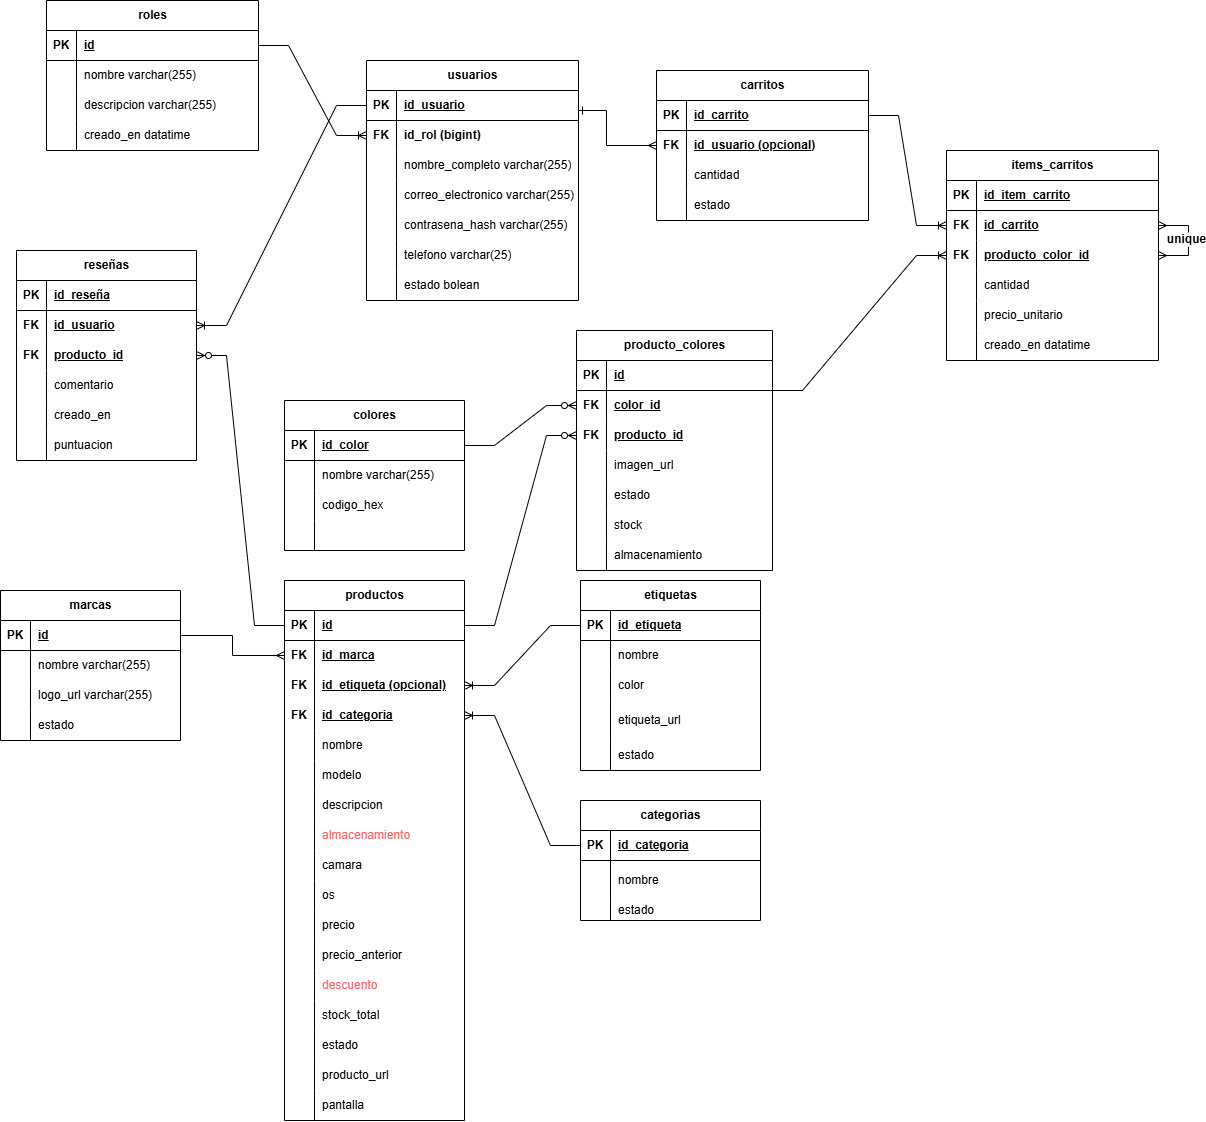 roles
PK id
nombre varchar(255)
descripcion varchar(255)
creado_en datatime
usuarios
PK id_usuario
FK id_rol (bigint)
nombre_completo varchar(255)
correo_electronico varchar(255)
contrasena_hash varchar(255)
telefono varchar(25)
estado bolean
carritos
PK id_carrito
FK id_usuario (opcional)
cantidad
estado
items_carritos
PK id_item_carrito
FK id_carrito
FK producto_color_id
cantidad
precio_unitario
creado_en datatime
unique
reseñas
PK id_reseña
FK id_usuario
FK producto_id
comentario
creado_en
puntuacion
producto_colores
PK id
FK color_id
FK producto_id
imagen_url
estado
stock
almacenamiento
colores
PK id_color
nombre varchar(255)
codigo_hex
marcas
PK id
nombre varchar(255)
logo_url varchar(255)
estado
productos
PK id
FK id_marca
FK id_etiqueta (opcional)
FK id_categoria
nombre
modelo
descripcion
almacenamiento
camara
os
precio
precio_anterior
descuento
stock_total
estado
producto_url
pantalla
etiquetas
PK id_etiqueta
nombre
color
etiqueta_url
estado
categorias
PK id_categoria
nombre
estado